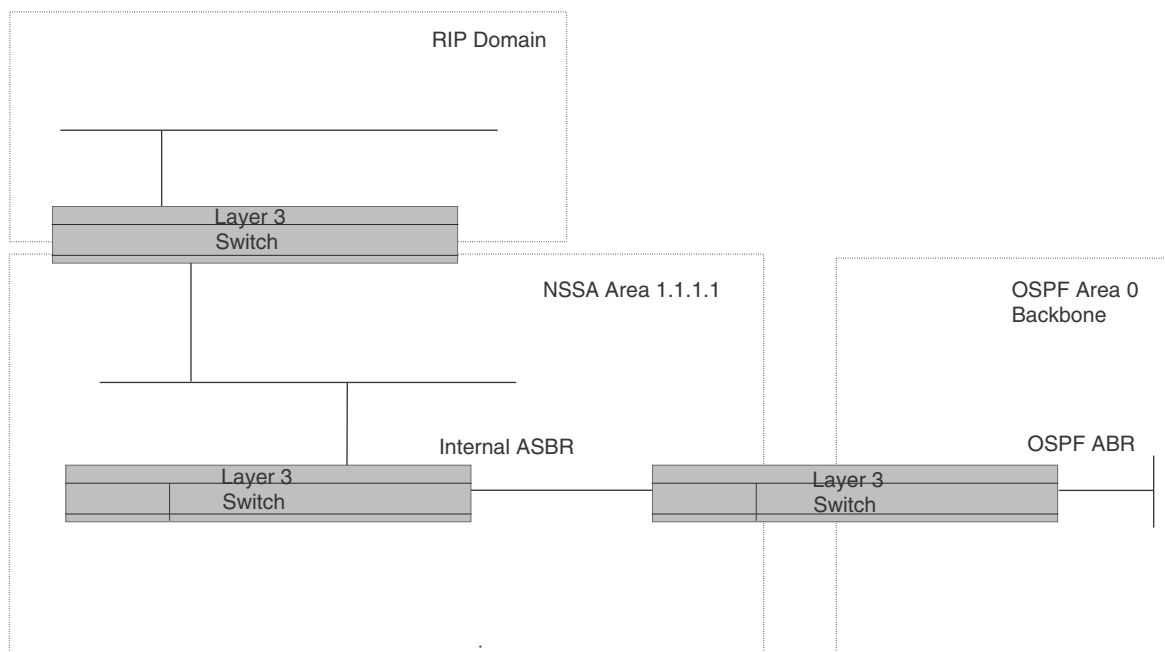 RIP Domain
Layer 3
Switch
NSSA Area 1.1.1.1
OSPF Area 0
Backbone
Internal ASBR
OSPF ABR
Layer 3
Switch
Layer 3
Switch